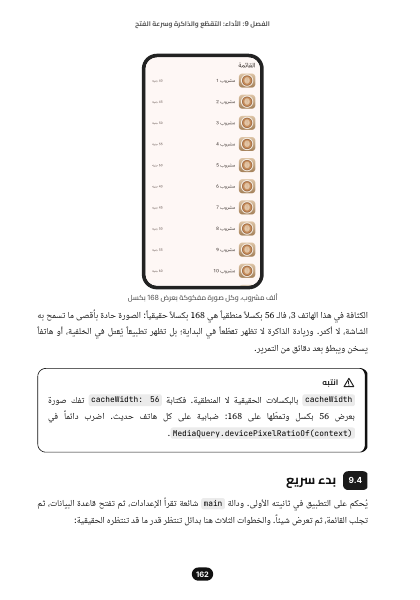 الفصل 9: الأداء: التقطّع والذاكرة وسرعة الفتح
القائمة
مشروب 1
مشروب 2
مشروب 3
مشروب 4
مشروب 5
مشروب 6
مشروب 7
مشروب 8
مشروب 9
مشروب 10
ألف مشروب، وكل صورة مفكوكة بعرض 168 بكسل
الكثافة في هذا الهاتف 3، فالـ 56 بكسلاً منطقياً هي 168 بكسلاً حقيقياً: الصورة حادة بأقصى ما تسمح به
الشاشة، لا أكثر. وزيادة الذاكرة لا تظهر تقطّعاً في البداية؛ بل تظهر تطبيقاً يُقتل في الخلفية، أو هاتفاً
يسخن ويبطؤ بعد دقائق من التمرير.
انتبه
cacheWidth بالبكسلات الحقيقية لا المنطقية. فكتابة cacheWidth: 56 تفك صورة
بعرض 56 بكسل وتمطّها على 168: ضبابية على كل هاتف حديث. اضرب دائماً في
MediaQuery.devicePixelRatioOf(context).
9.4 بدء سريع
يُحكم على التطبيق في ثانيته الأولى. ودالة main شائعة تقرأ الإعدادات، ثم تفتح قاعدة البيانات، ثم
تجلب القائمة، ثم تعرض شيئاً. والخطوات الثلاث هنا بدائل تنتظر قدر ما قد تنتظره الحقيقية:
162